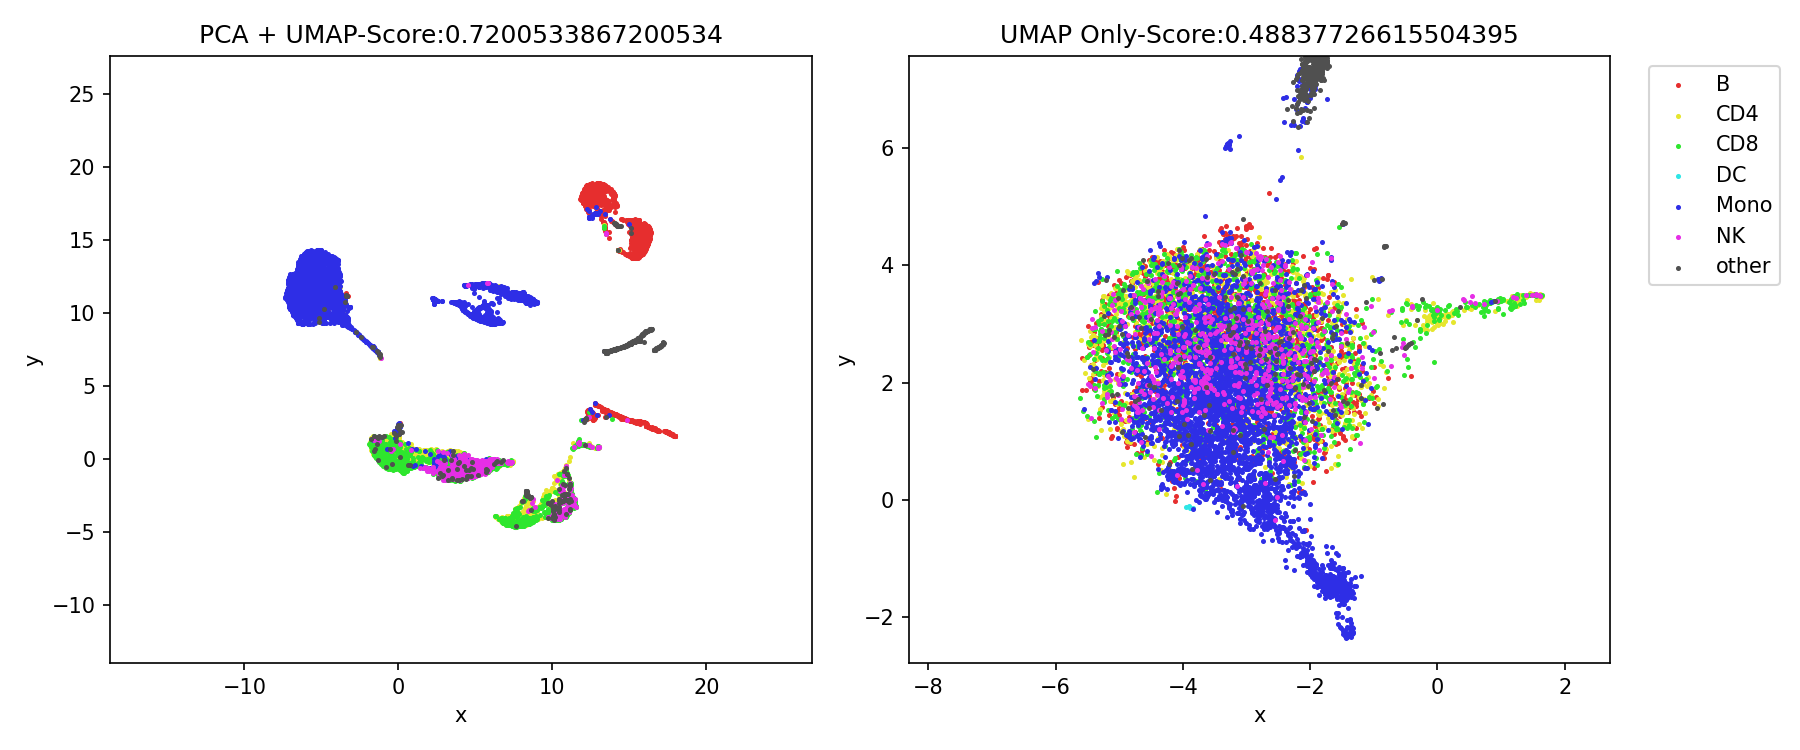 PCA + UMAP-Score:0.7200533867200534
25
20
15
10
5
0
−5
−10
y
−10
0
10
20
x
UMAP Only-Score:0.48837726615504395
6
4
2
0
−2
y
−8
−6
−4
−2
0
2
x
B
CD4
CD8
DC
Mono
NK
other